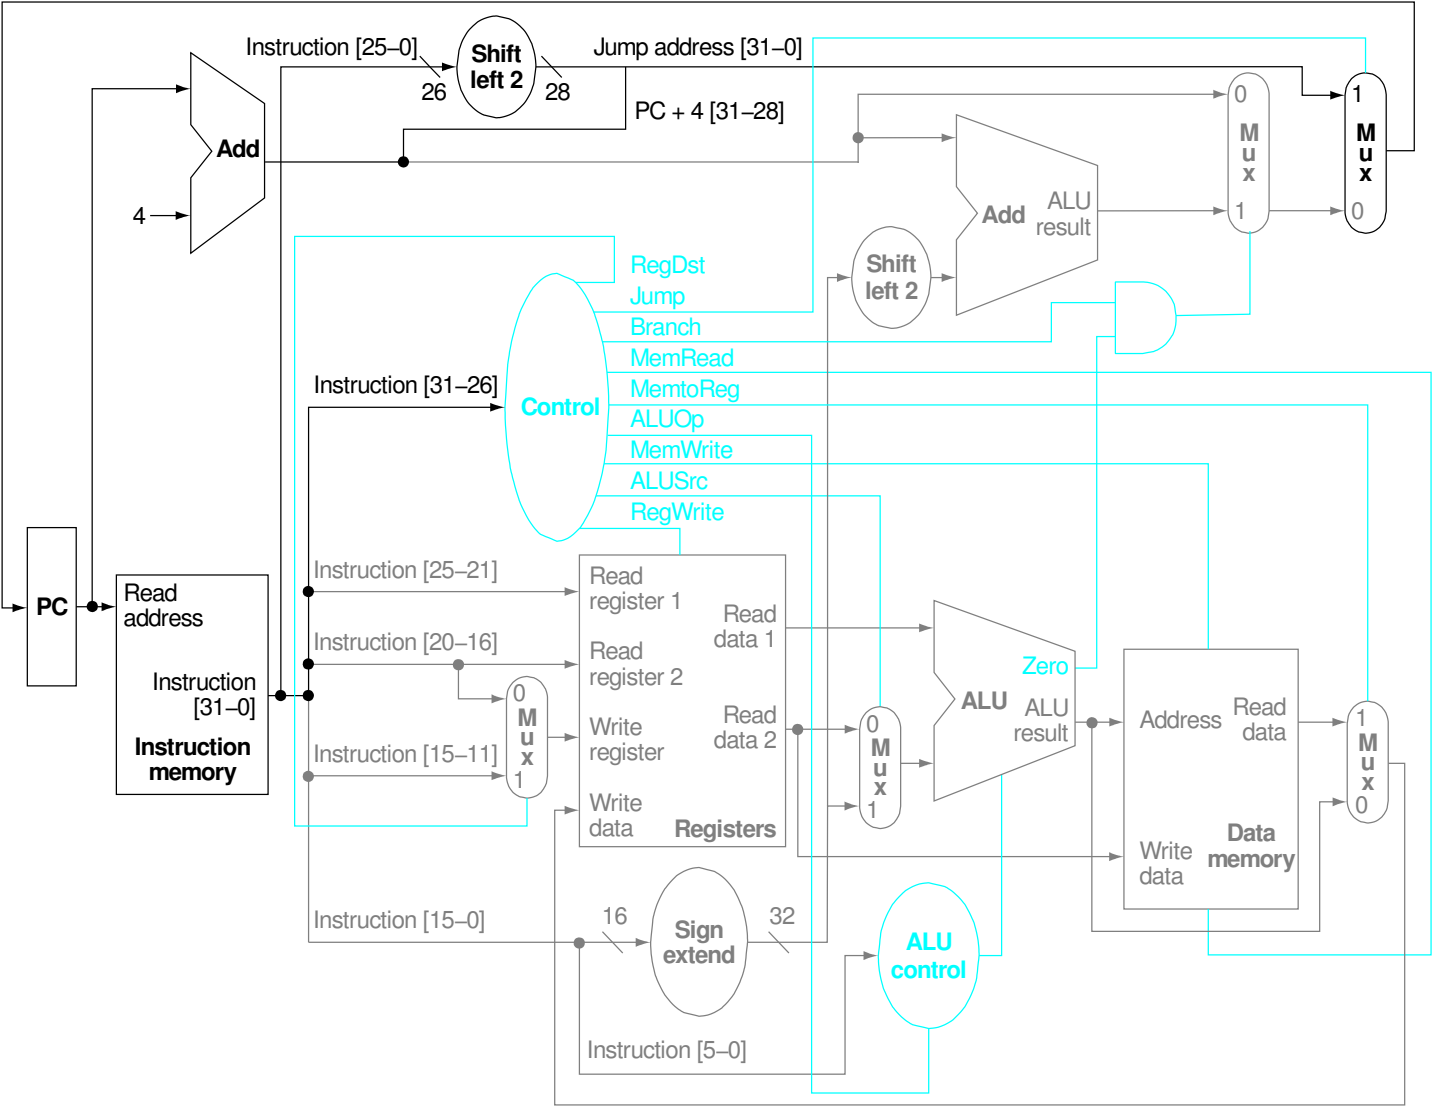 Instruction [25–0]
26
Shift
left 2
28
Jump address [31–0]
PC + 4 [31–28]
Add
4
0
M
u
x
1
1
M
u
x
0
Add
ALU
result
Shift
left 2
RegDst
Jump
Branch
MemRead
MemtoReg
ALUOp
MemWrite
ALUSrc
RegWrite
Control
Instruction [31–26]
PC
Read
address
Instruction
[31–0]
Instruction
memory
Instruction [25–21]
Instruction [20–16]
Instruction [15–11]
0
M
u
x
1
Read
register 1
Read
register 2
Write
register
Write
data
Read
data 1
Read
data 2
Registers
0
M
u
x
1
Zero
ALU
ALU
result
Address
Read
data
Write
data
Data
memory
1
M
u
x
0
Instruction [15–0]
16
Sign
extend
32
ALU
control
Instruction [5–0]